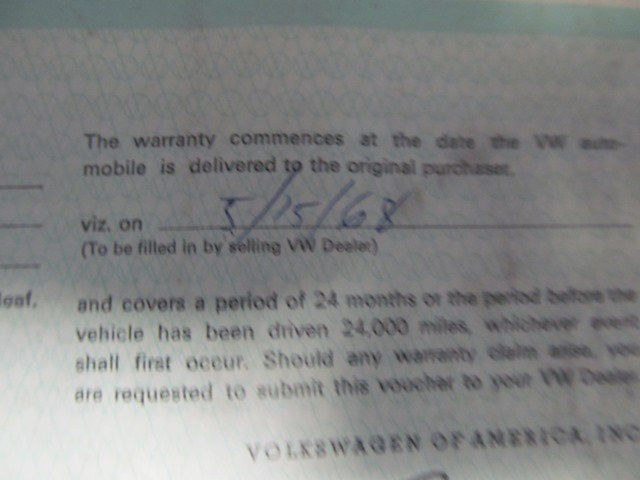 The warranty commences at the date the VW auto-
mobile is delivered to the original purchaser,
viz. on 5/15/68
(To be filled in by selling VW Dealer)
leaf,
and covers a period of 24 months or the period before the
vehicle has been driven 24,000 miles, whichever event
shall first occur. Should any warranty claim arise, you
are requested to submit this voucher to your VW Dealer
VOLKSWAGEN OF AMERICA, INC